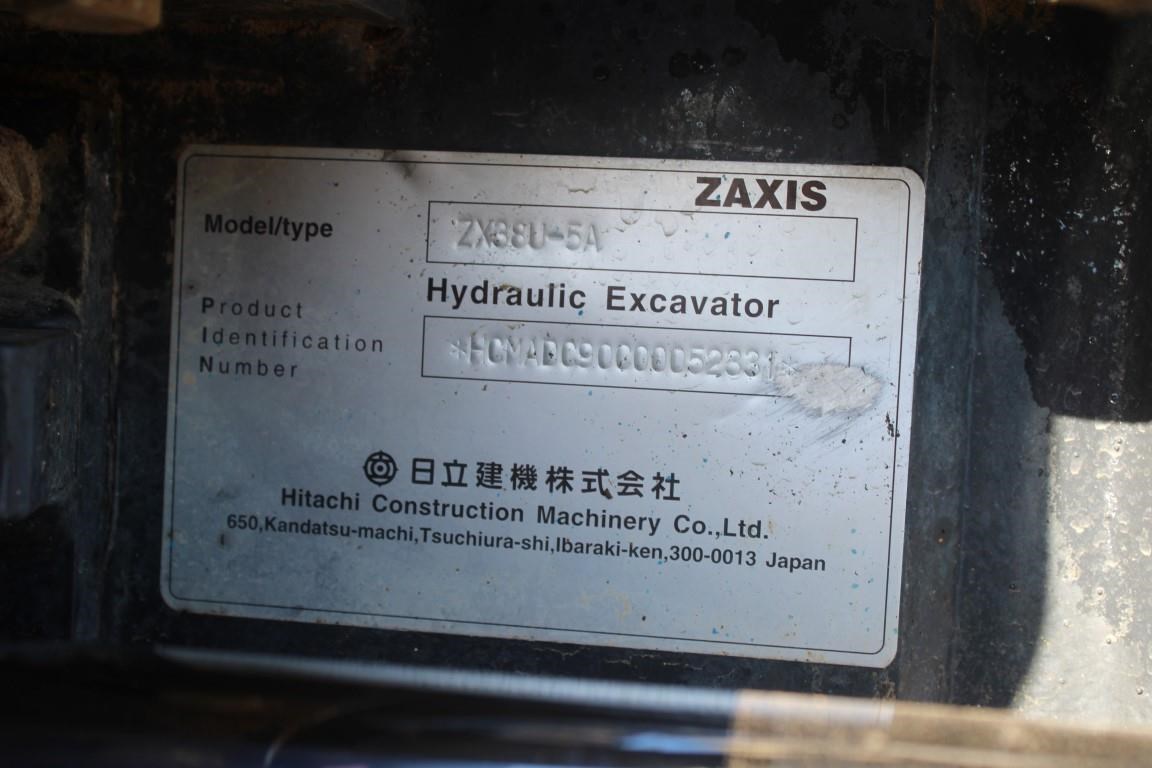 ZAXIS
Model/type ZX38U-5A
Hydraulic Excavator
Product
Identification
Number
日立建機株式会社
Hitachi Construction Machinery Co.,Ltd.
650,Kandatsu-machi,Tsuchiura-shi,Ibaraki-ken,300-0013 Japan